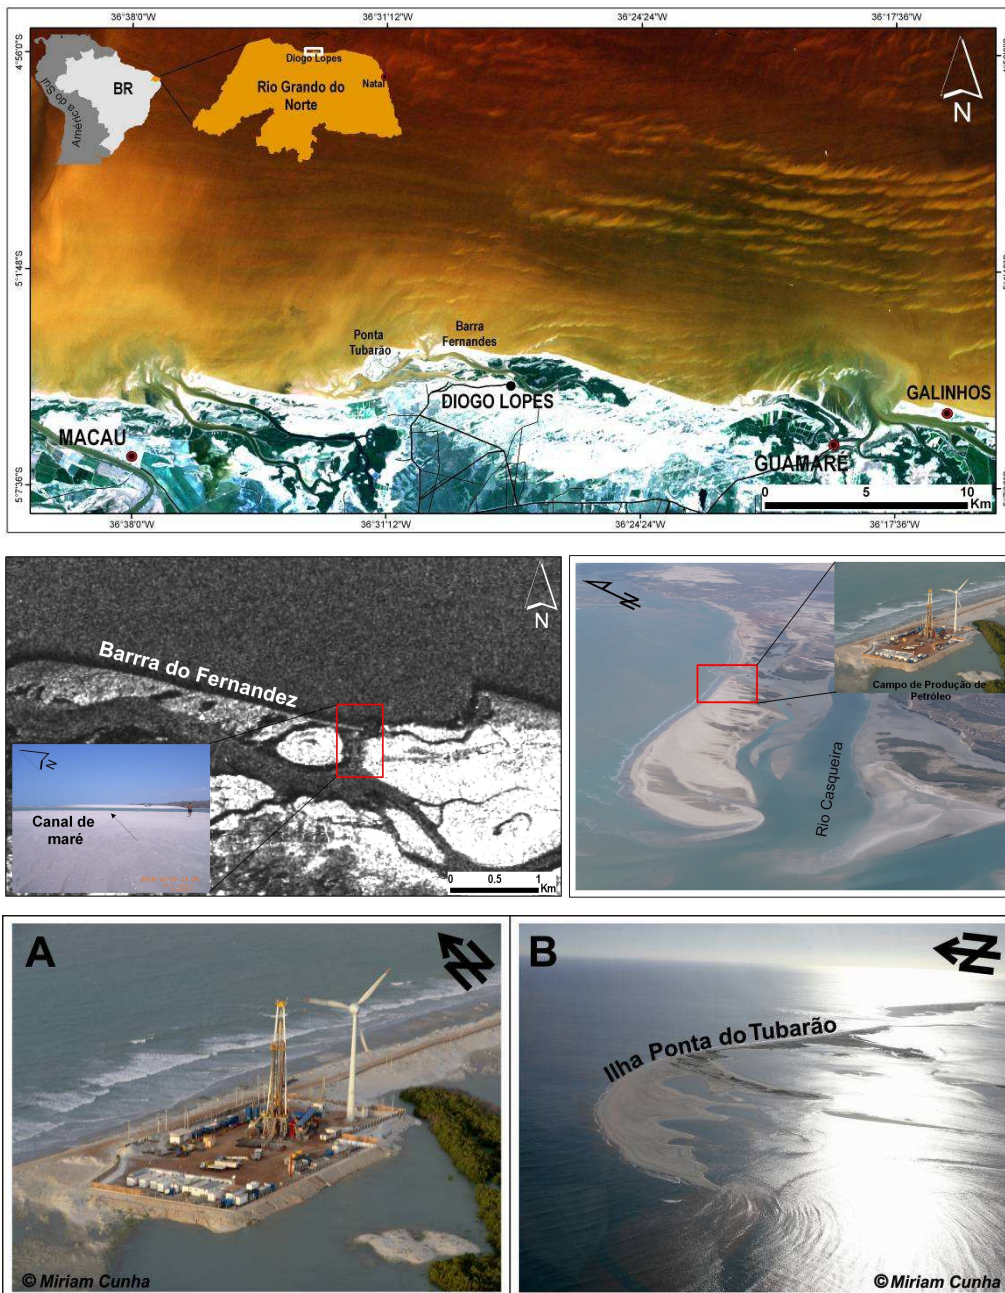 36°38'0"W
36°31'12"W
36°24'24"W
36°17'36"W
4°56'0"S
Diogo Lopes
BR
Rio Grando do
Norte
Natal
América do Sul
N
5°1'48"S
Ponta
Tubarão
Barra
Fernandes
DIOGO LOPES
GALINHOS
MACAU
GUAMARÉ
5°7'36"S
0 5 10
Km
36°38'0"W
36°31'12"W
36°24'24"W
36°17'36"W
N
Barrra do Fernandez
N
Canal de
maré
0 0.5 1
Km
N
Campo de Produção de
Petróleo
Rio Casqueira
A
N
© Miriam Cunha
B
N
Ilha Ponta do Tubarão
© Miriam Cunha